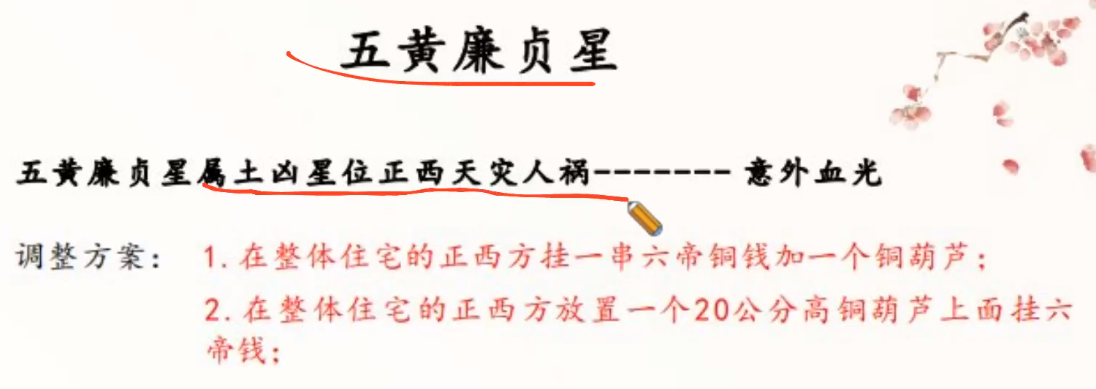 五黄廉贞星
五黄廉贞星属土凶星位正西天灾人祸------- 意外血光
调整方案： 1.在整体住宅的正西方挂一串六帝铜钱加一个铜葫芦；
2.在整体住宅的正西方放置一个20公分高铜葫芦上面挂六
帝钱；